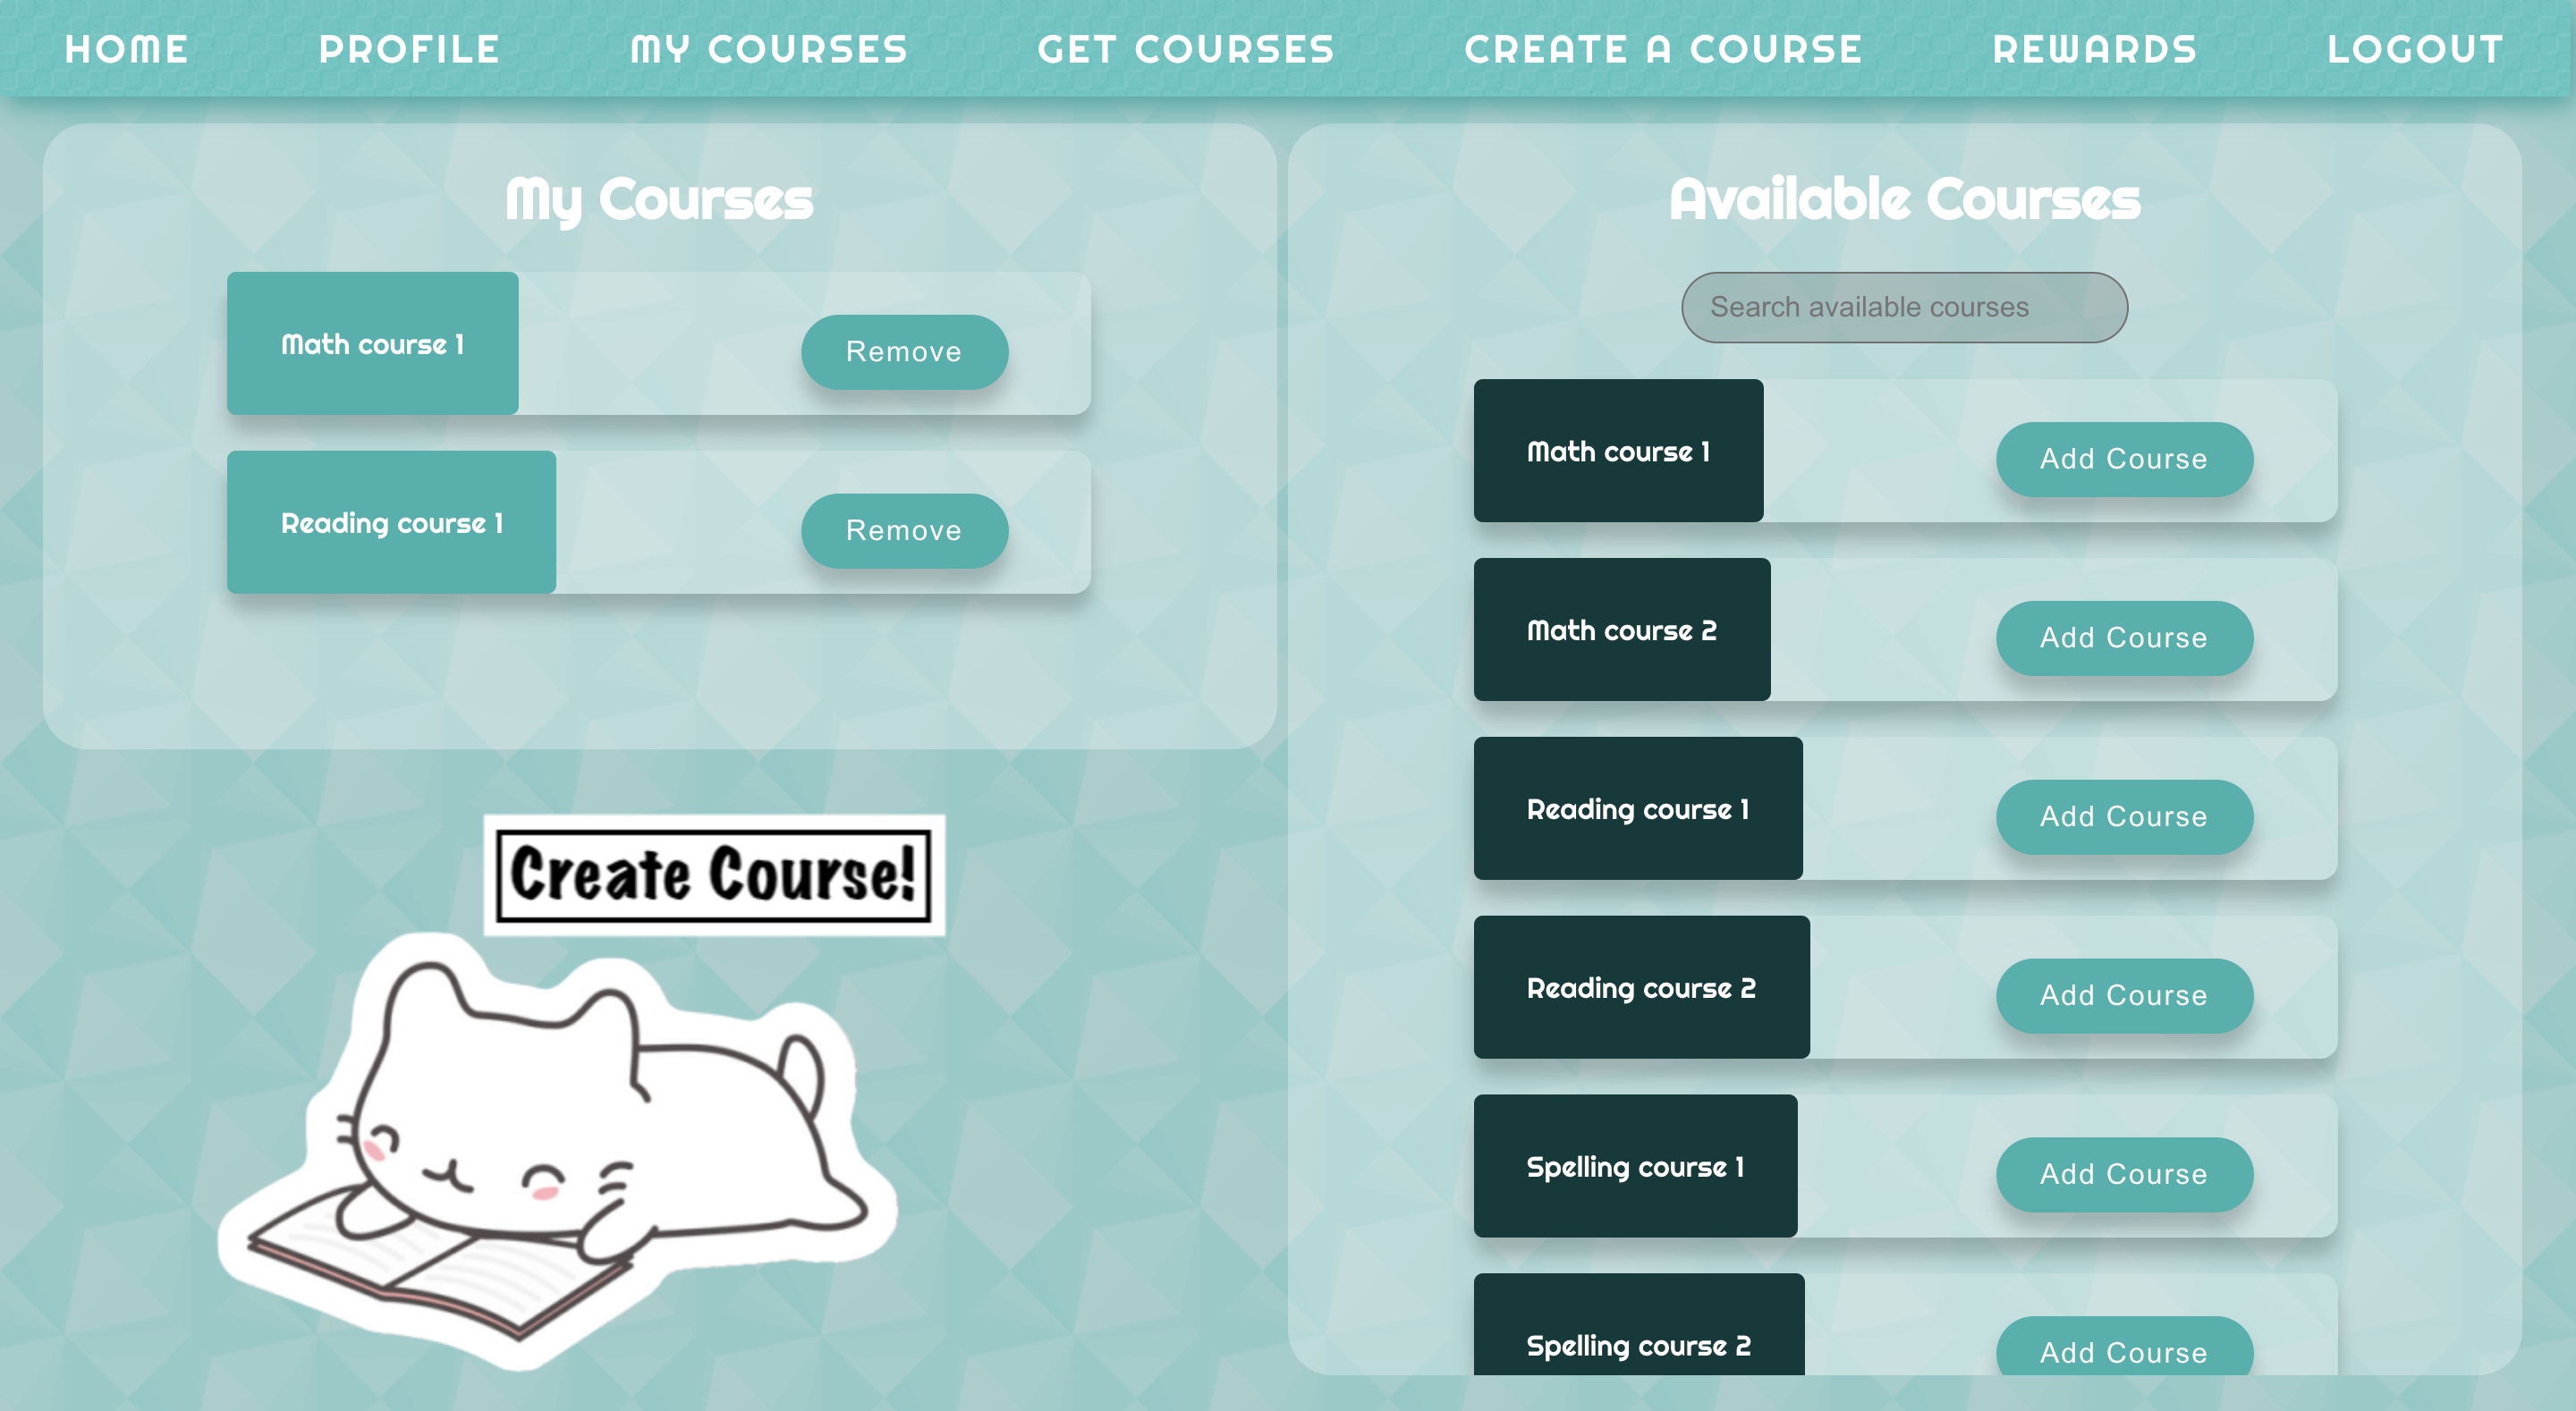 HOME PROFILE MY COURSES GET COURSES CREATE A COURSE REWARDS LOGOUT
My Courses
Math course 1 Remove
Reading course 1 Remove
Create Course!
Available Courses
Search available courses
Math course 1 Add Course
Math course 2 Add Course
Reading course 1 Add Course
Reading course 2 Add Course
Spelling course 1 Add Course
Spelling course 2 Add Course